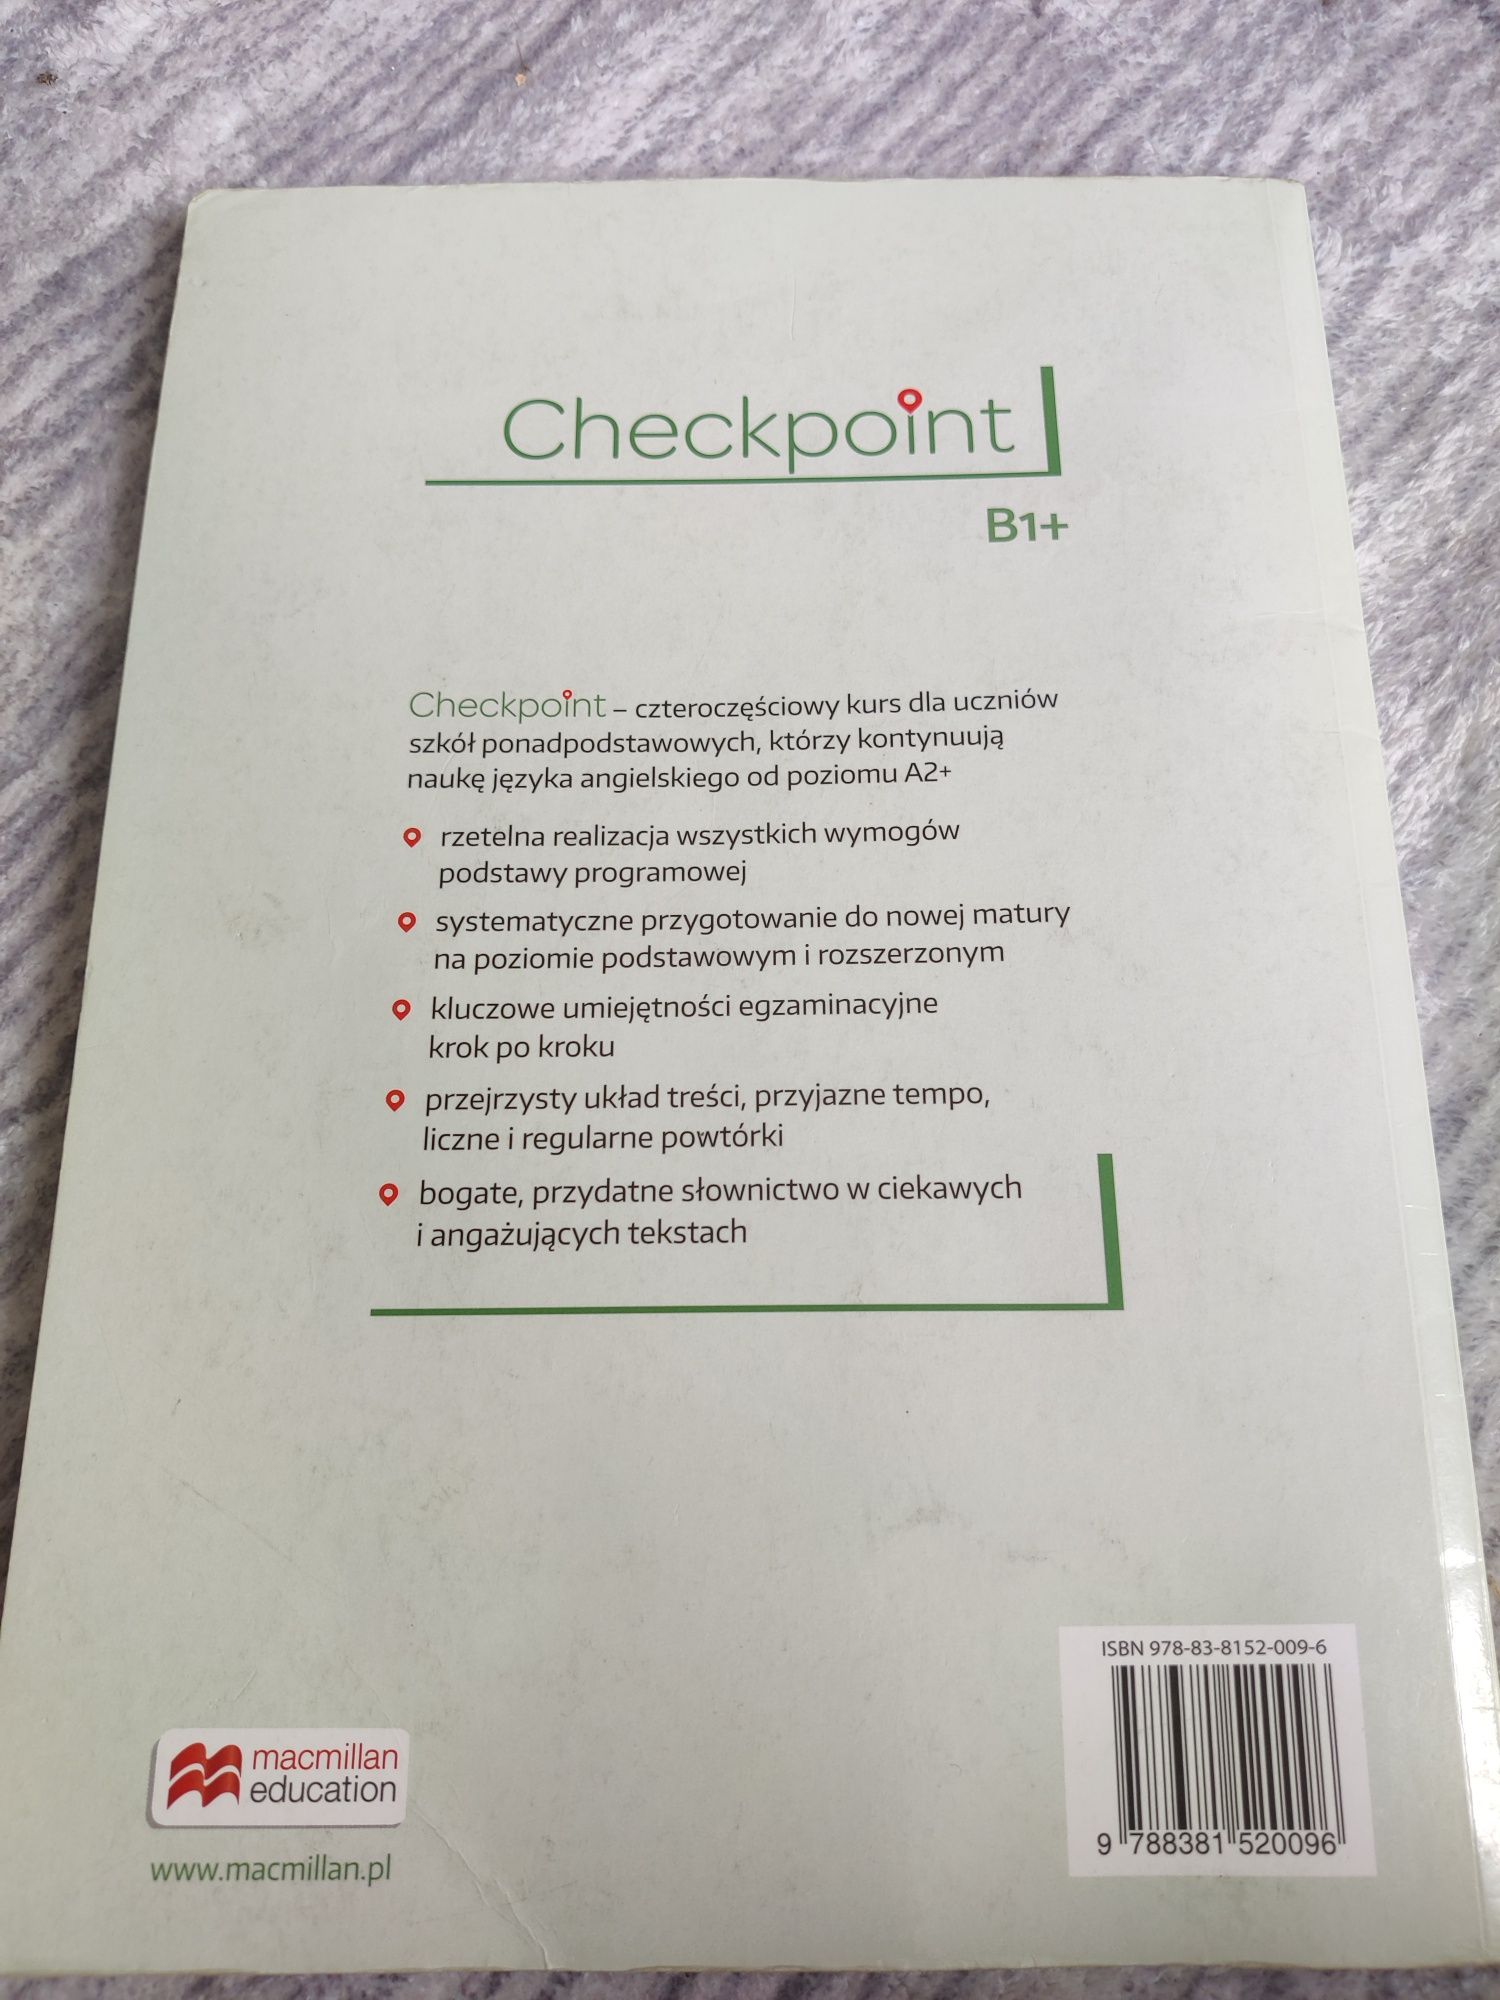 Checkpoint
B1+
Checkpoint – czteroczęściowy kurs dla uczniów
szkół ponadpodstawowych, którzy kontynuują
naukę języka angielskiego od poziomu A2+
rzetelna realizacja wszystkich wymogów
podstawy programowej
systematyczne przygotowanie do nowej matury
na poziomie podstawowym i rozszerzonym
kluczowe umiejętności egzaminacyjne
krok po kroku
przejrzysty układ treści, przyjazne tempo,
liczne i regularne powtórki
bogate, przydatne słownictwo w ciekawych
i angażujących tekstach
ISBN 978-83-8152-009-6
9 788381 520096
macmillan
education
www.macmillan.pl